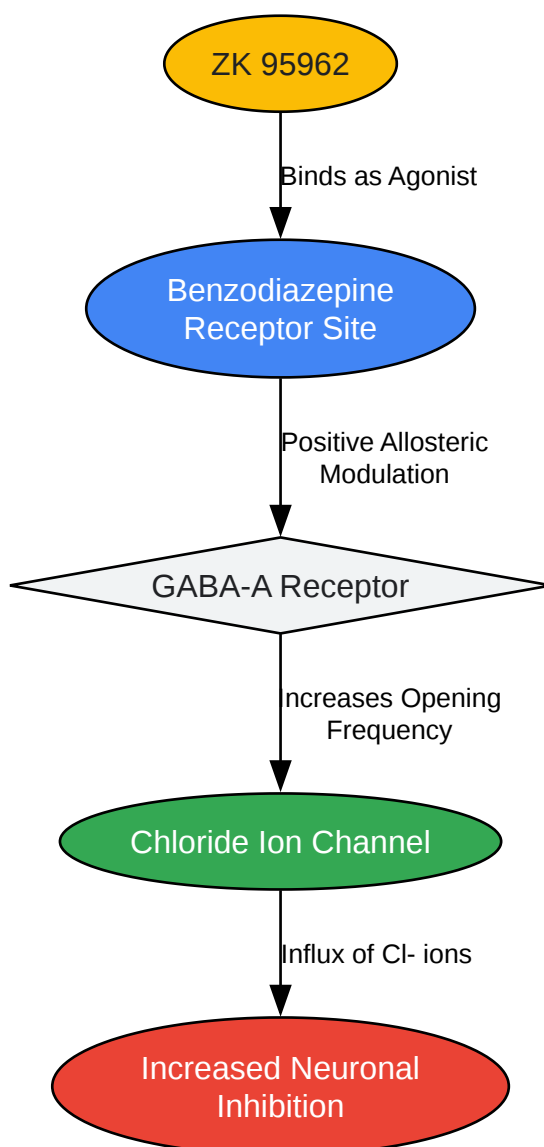 ZK 95962
Binds as Agonist
Benzodiazepine
Receptor Site
Positive Allosteric
Modulation
GABA-A Receptor
Increases Opening
Frequency
Chloride Ion Channel
Influx of Cl- ions
Increased Neuronal
Inhibition